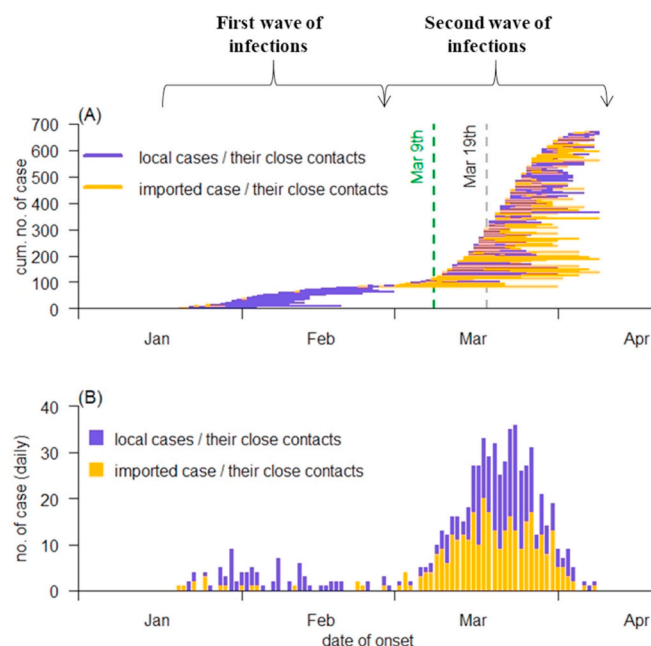 First wave of
infections
Second wave of
infections
(A)
700
600
500
400
300
200
100
0
cum. no. of case
local cases / their close contacts
imported case / their close contacts
Mar 9th
Mar 19th
Jan
Feb
Mar
Apr
(B)
40
30
20
10
0
no. of case (daily)
local cases / their close contacts
imported case / their close contacts
Jan
Feb
Mar
Apr
date of onset